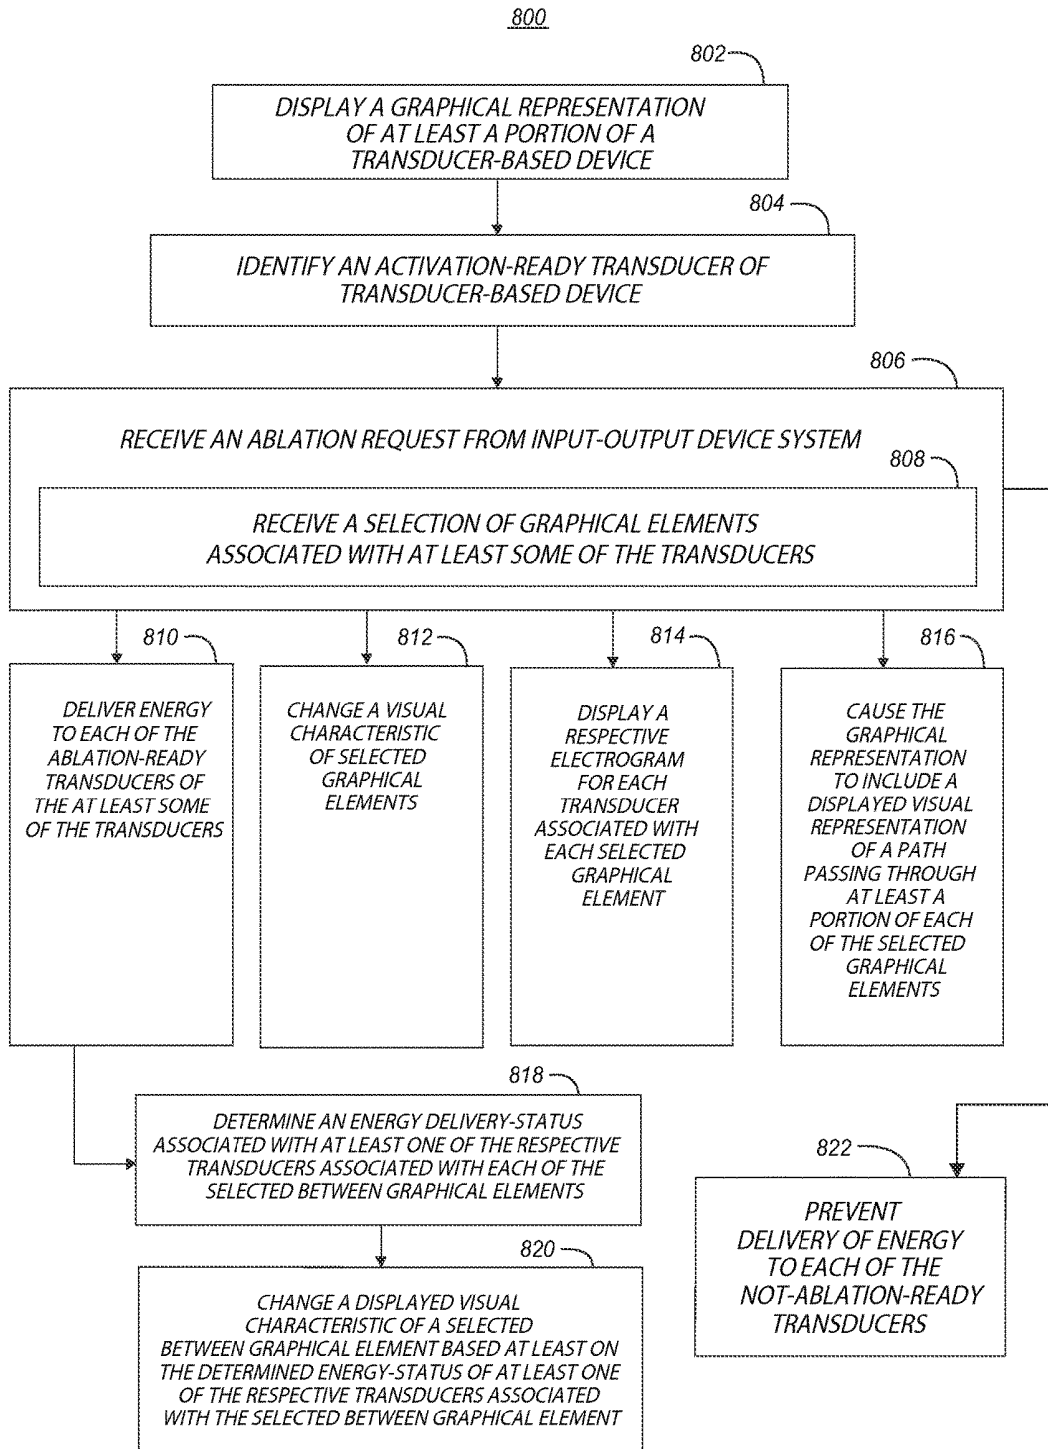 800
802
DISPLAY A GRAPHICAL REPRESENTATION
OF AT LEAST A PORTION OF A
TRANSDUCER-BASED DEVICE
804
IDENTIFY AN ACTIVATION-READY TRANSDUCER OF
TRANSDUCER-BASED DEVICE
806
RECEIVE AN ABLATION REQUEST FROM INPUT-OUTPUT DEVICE SYSTEM
808
RECEIVE A SELECTION OF GRAPHICAL ELEMENTS
ASSOCIATED WITH AT LEAST SOME OF THE TRANSDUCERS
810
DELIVER ENERGY
TO EACH OF THE
ABLATION-READY
TRANSDUCERS OF
THE AT LEAST SOME
OF THE TRANSDUCERS
812
CHANGE A VISUAL
CHARACTERISTIC
OF SELECTED
GRAPHICAL
ELEMENTS
814
DISPLAY A
RESPECTIVE
ELECTROGRAM
FOR EACH
TRANSDUCER
ASSOCIATED WITH
EACH SELECTED
GRAPHICAL
ELEMENT
816
CAUSE THE
GRAPHICAL
REPRESENTATION
TO INCLUDE A
DISPLAYED VISUAL
REPRESENTATION
OF A PATH
PASSING THROUGH
AT LEAST A
PORTION OF EACH
OF THE SELECTED
GRAPHICAL
ELEMENTS
818
DETERMINE AN ENERGY DELIVERY-STATUS
ASSOCIATED WITH AT LEAST ONE OF THE RESPECTIVE
TRANSDUCERS ASSOCIATED WITH EACH OF THE
SELECTED BETWEEN GRAPHICAL ELEMENTS
820
CHANGE A DISPLAYED VISUAL
CHARACTERISTIC OF A SELECTED
BETWEEN GRAPHICAL ELEMENT BASED AT LEAST ON
THE DETERMINED ENERGY-STATUS OF AT LEAST ONE
OF THE RESPECTIVE TRANSDUCERS ASSOCIATED
WITH THE SELECTED BETWEEN GRAPHICAL ELEMENT
822
PREVENT
DELIVERY OF ENERGY
TO EACH OF THE
NOT-ABLATION-READY
TRANSDUCERS